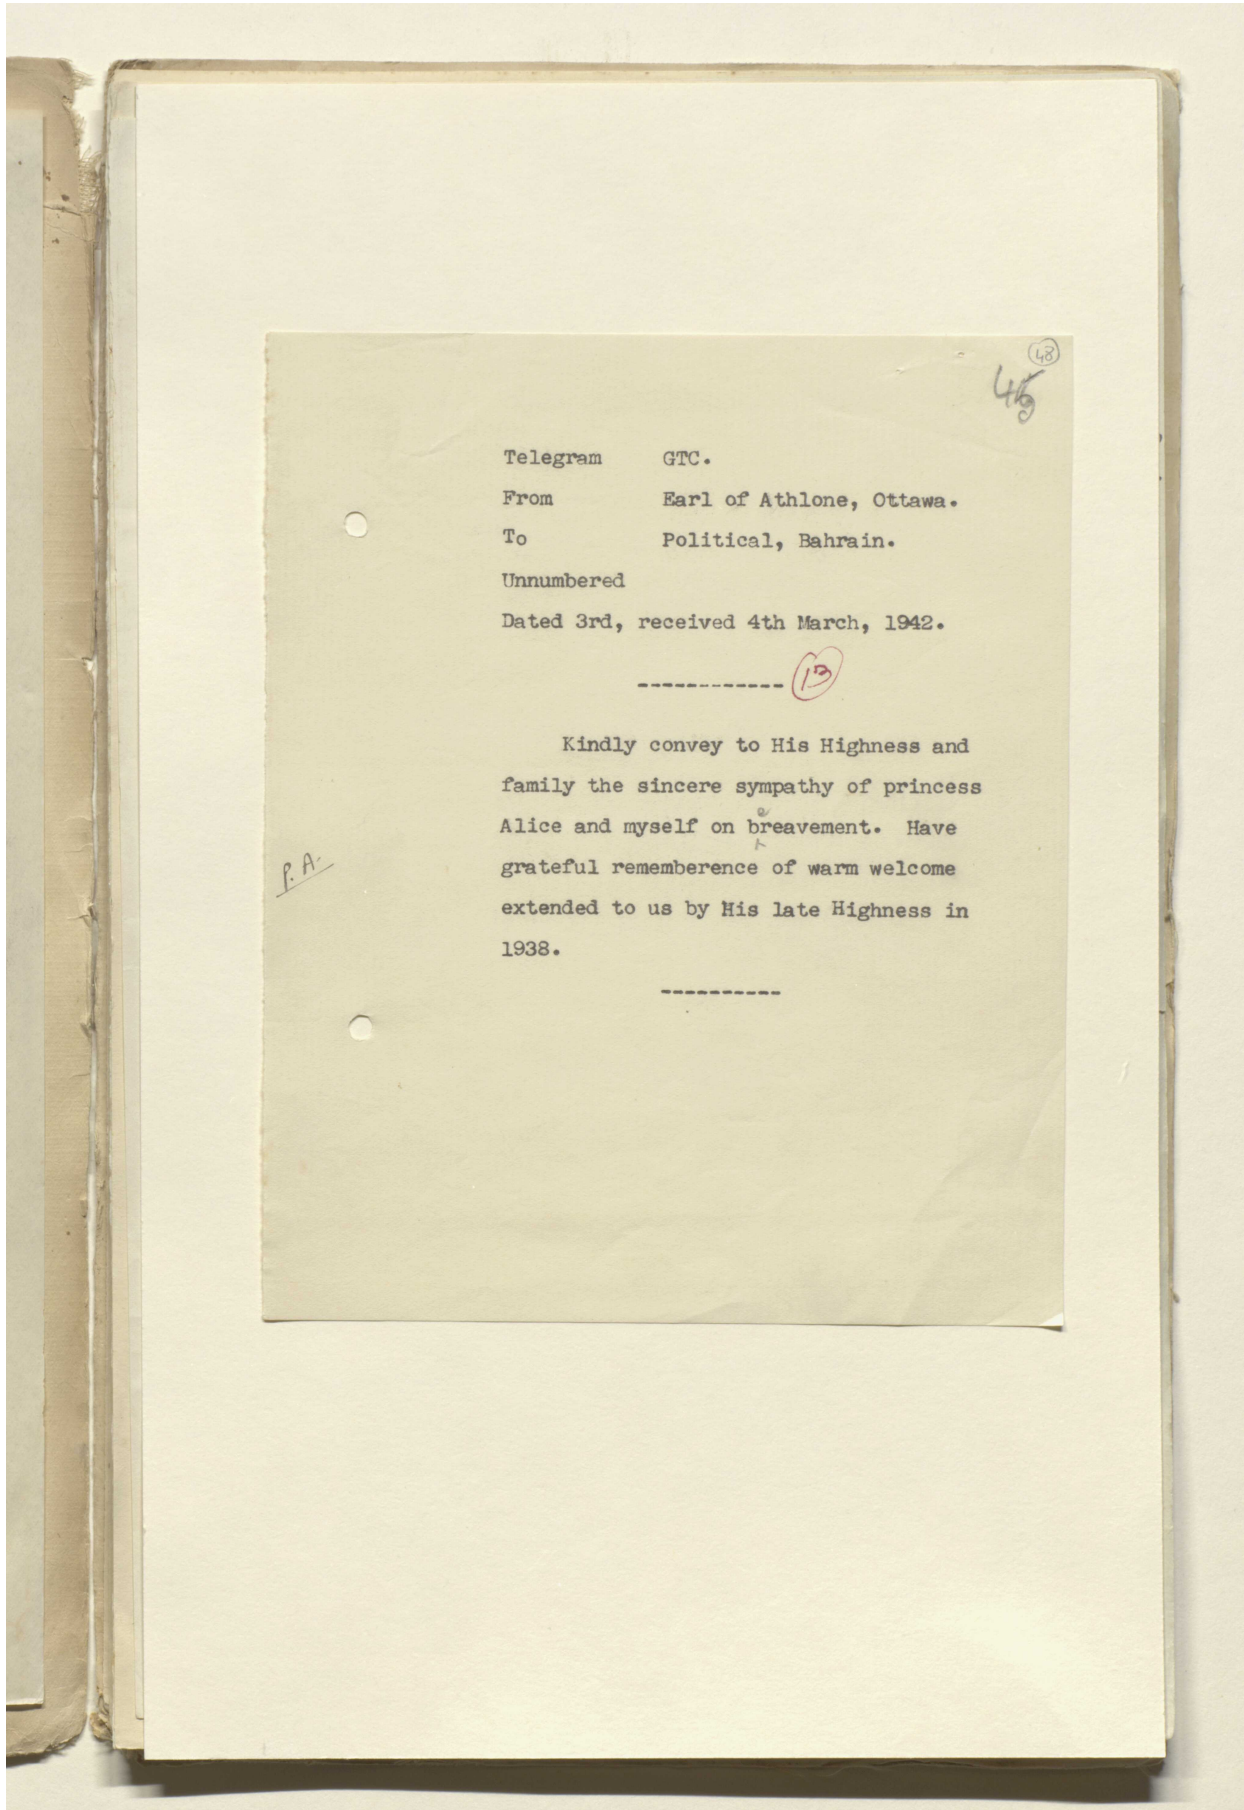 48
Telegram GTC.
From Earl of Athlone, Ottawa.
To Political, Bahrain.
Unnumbered
Dated 3rd, received 4th March, 1942.
------------ 13
Kindly convey to His Highness and
family the sincere sympathy of princess
Alice and myself on bereavement. Have
P.A.
grateful rememberence of warm welcome
extended to us by His late Highness in
1938.
----------